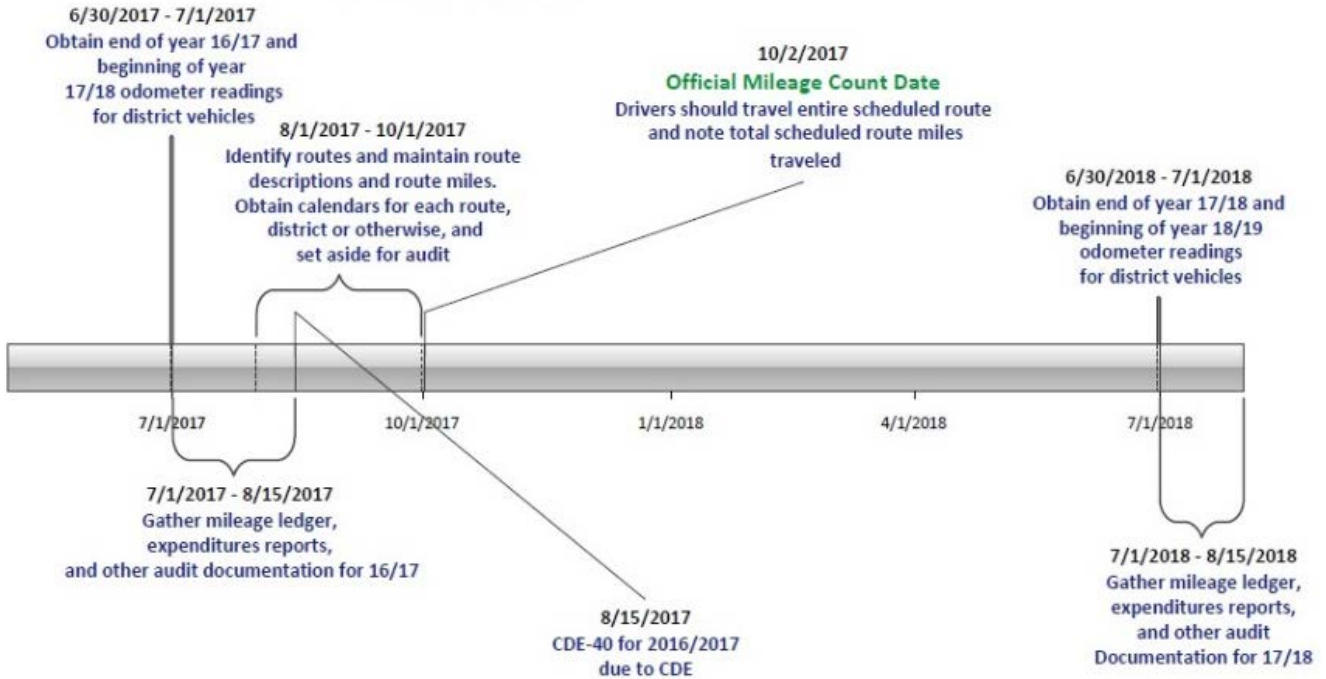 6/30/2017 - 7/1/2017
Obtain end of year 16/17 and
beginning of year
17/18 odometer readings
for district vehicles
8/1/2017 - 10/1/2017
Identify routes and maintain route
descriptions and route miles.
Obtain calendars for each route,
district or otherwise, and
set aside for audit
10/2/2017
Official Mileage Count Date
Drivers should travel entire scheduled route
and note total scheduled route miles
traveled
6/30/2018 - 7/1/2018
Obtain end of year 17/18 and
beginning of year 18/19
odometer readings
for district vehicles
7/1/2017
10/1/2017
1/1/2018
4/1/2018
7/1/2018
7/1/2017 - 8/15/2017
Gather mileage ledger,
expenditures reports,
and other audit documentation for 16/17
8/15/2017
CDE-40 for 2016/2017
due to CDE
7/1/2018 - 8/15/2018
Gather mileage ledger,
expenditures reports,
and other audit
Documentation for 17/18